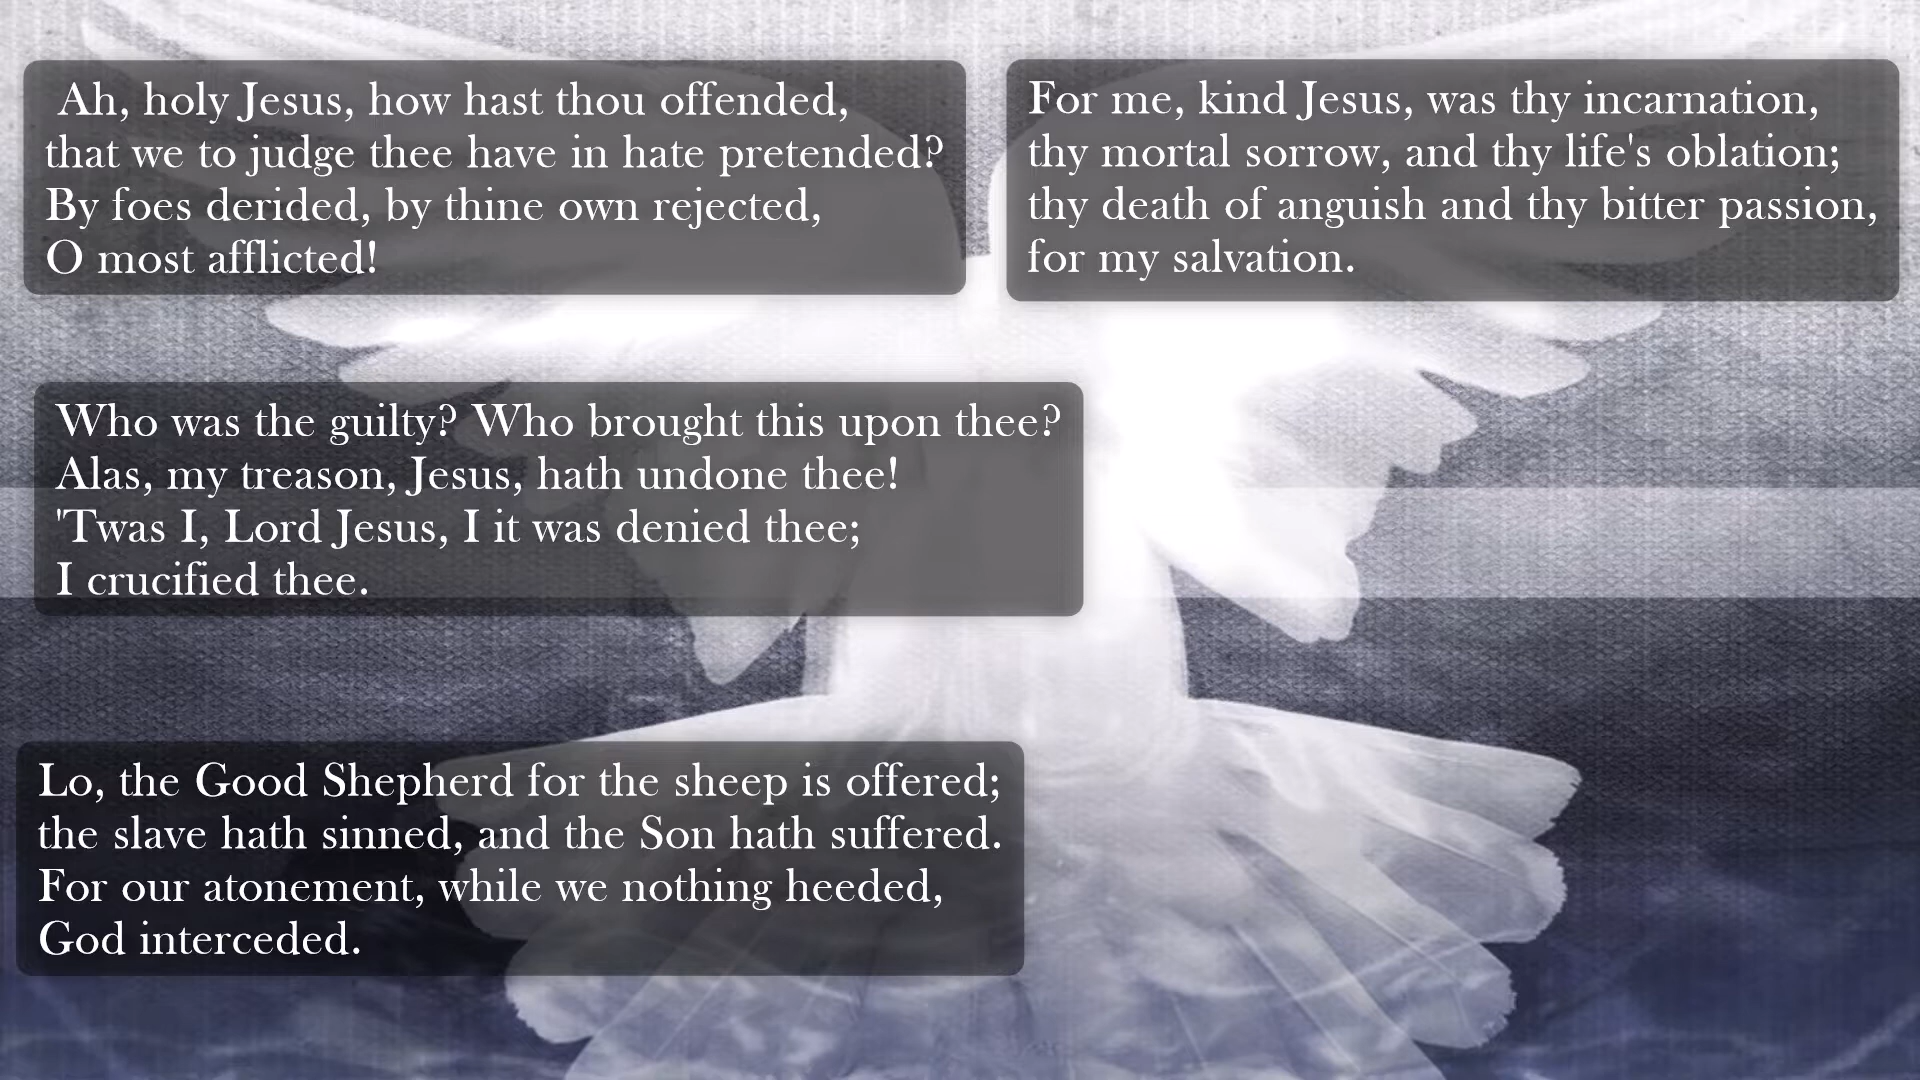 Ah, holy Jesus, how hast thou offended,
that we to judge thee have in hate pretended?
By foes derided, by thine own rejected,
O most afflicted!
Who was the guilty? Who brought this upon thee?
Alas, my treason, Jesus, hath undone thee!
'Twas I, Lord Jesus, I it was denied thee;
I crucified thee.
Lo, the Good Shepherd for the sheep is offered;
the slave hath sinned, and the Son hath suffered.
For our atonement, while we nothing heeded,
God interceded.
For me, kind Jesus, was thy incarnation,
thy mortal sorrow, and thy life's oblation;
thy death of anguish and thy bitter passion,
for my salvation.